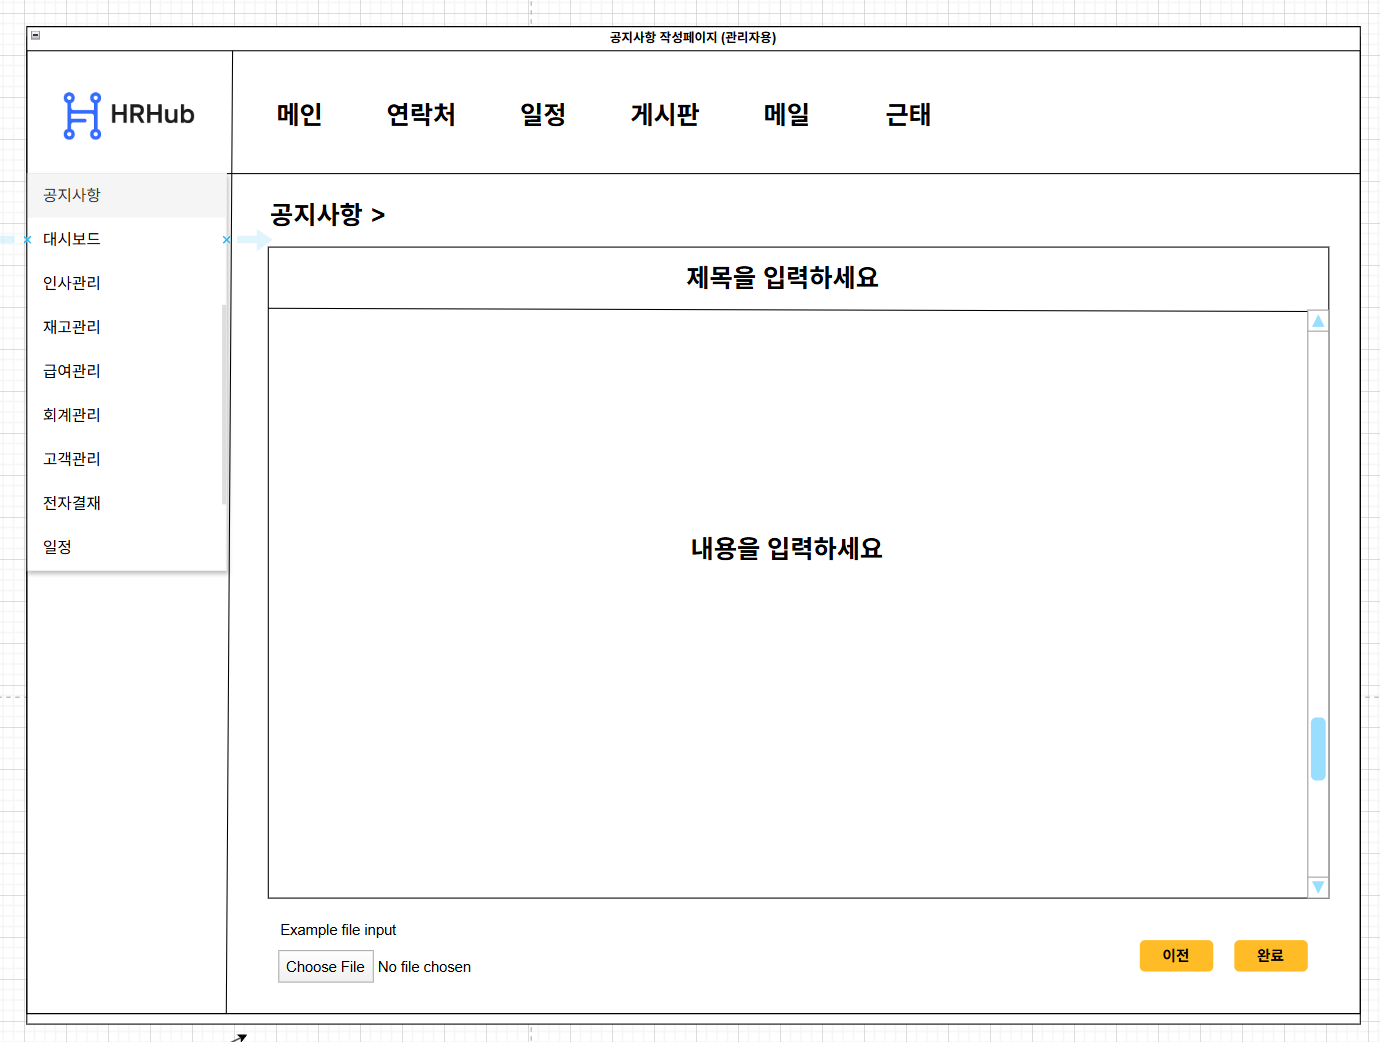 공지사항 작성페이지 (관리자용)
HRHub
메인 연락처 일정 게시판 메일 근태
공지사항
대시보드
인사관리
재고관리
급여관리
회계관리
고객관리
전자결재
일정
공지사항 >
제목을 입력하세요
내용을 입력하세요
Example file input
Choose File No file chosen
이전 완료